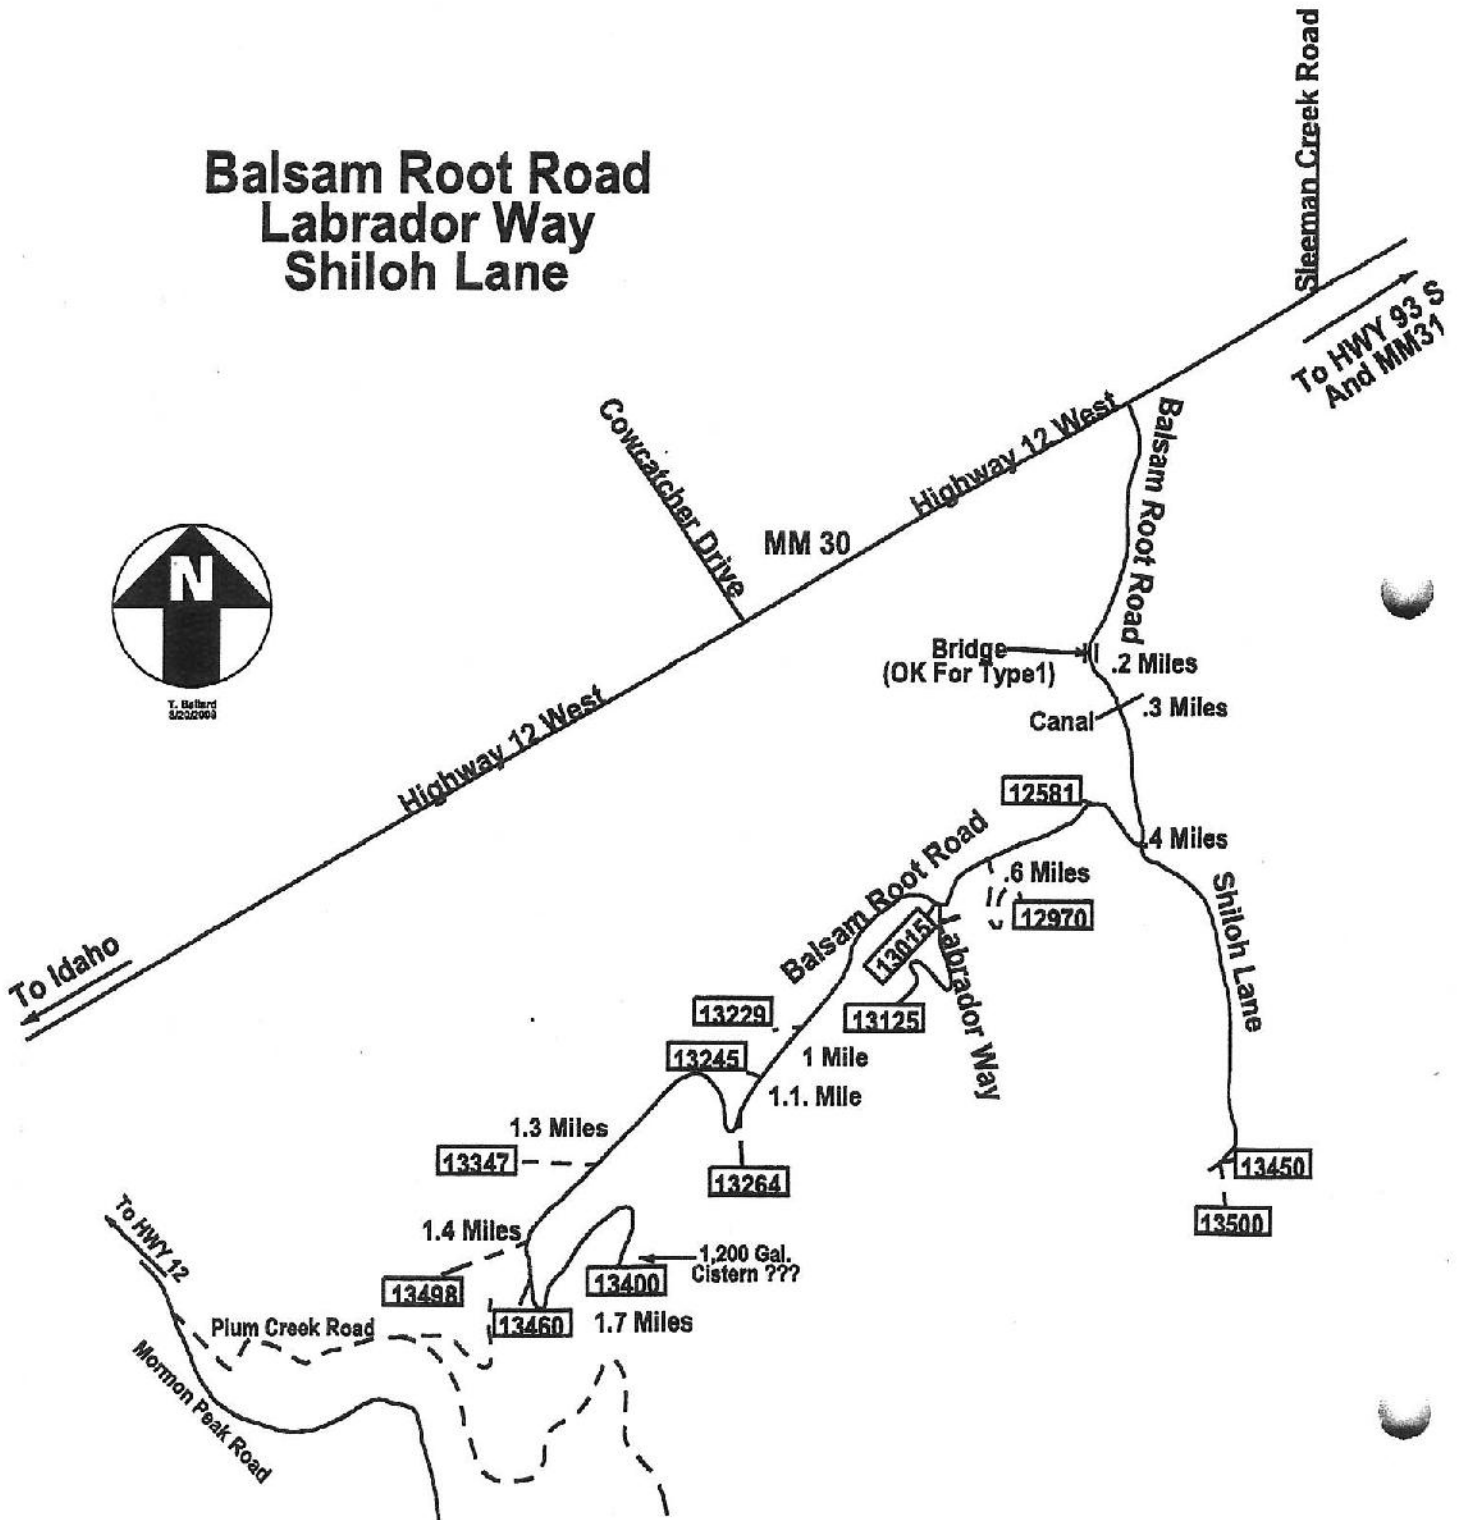 Sleeman Creek Road
Balsam Root Road
Labrador Way
Shiloh Lane
To HWY 93 S
And MM31
Cowcatcher Drive
MM 30
Highway 12 West
Balsam Root Road
N
T. Ballard
Bridge
(OK For Type1)
.2 Miles
Canal
.3 Miles
Highway 12 West
12581
.4 Miles
Balsam Root Road
.6 Miles
12970
Shiloh Lane
13015
Labrador Way
To Idaho
13229
13125
13245
1 Mile
1.1. Mile
1.3 Miles
13347
13264
13450
13500
To HWY 12
1.4 Miles
1,200 Gal.
Cistern ???
13498
13400
13460
1.7 Miles
Plum Creek Road
Mormon Peak Road